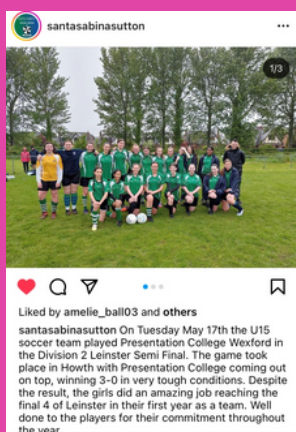 santasabinasutton
1/3
Liked by amelie_ball03 and others
santasabinasutton On Tuesday May 17th the U15
soccer team played Presentation College Wexford in
the Division 2 Leinster Semi Final. The game took
place in Howth with Presentation College coming out
on top, winning 3-0 in very tough conditions. Despite
the result, the girls did an amazing job reaching the
final 4 of Leinster in their first year as a team. Well
done to the players for their commitment throughout
the year